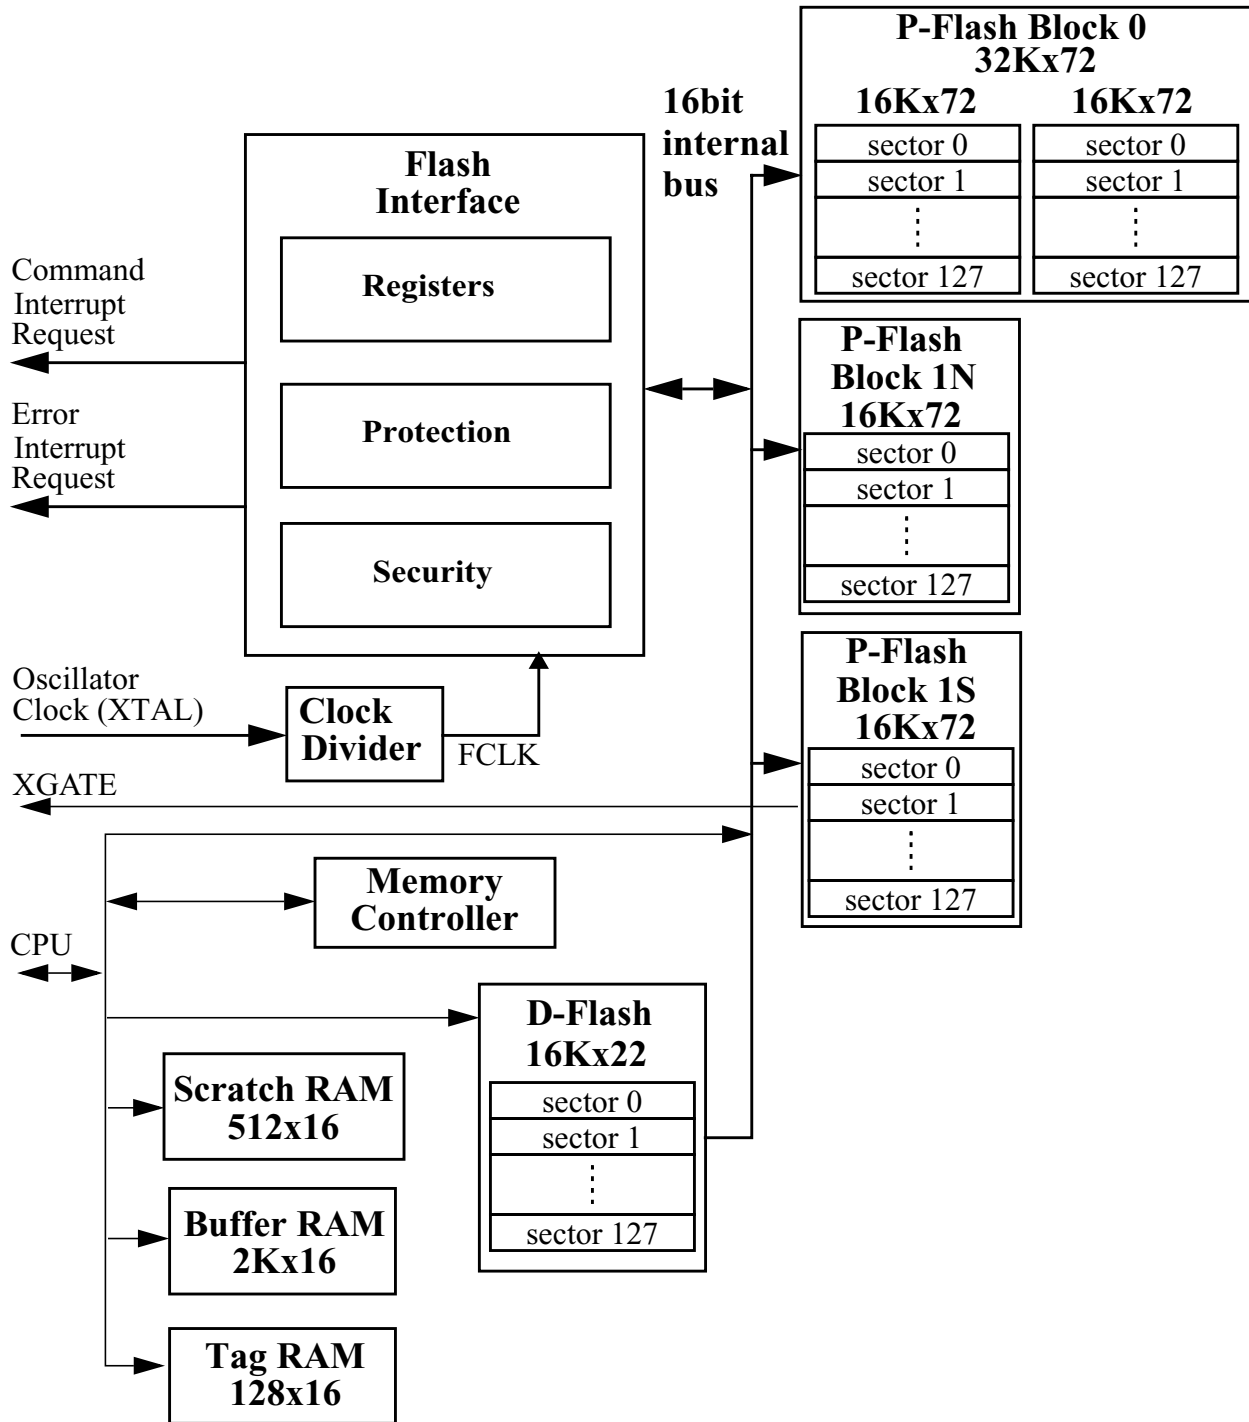 P-Flash Block 0
32Kx72
16Kx72
16Kx72
sector 0
sector 0
sector 1
sector 1
sector 127
sector 127
16bit
internal
bus
Flash
Interface
Registers
Protection
Security
Command
Interrupt
Request
Error
Interrupt
Request
P-Flash
Block 1N
16Kx72
sector 0
sector 1
sector 127
P-Flash
Block 1S
16Kx72
sector 0
sector 1
sector 127
Oscillator
Clock (XTAL)
Clock
Divider
FCLK
XGATE
Memory
Controller
CPU
D-Flash
16Kx22
sector 0
sector 1
sector 127
Scratch RAM
512x16
Buffer RAM
2Kx16
Tag RAM
128x16